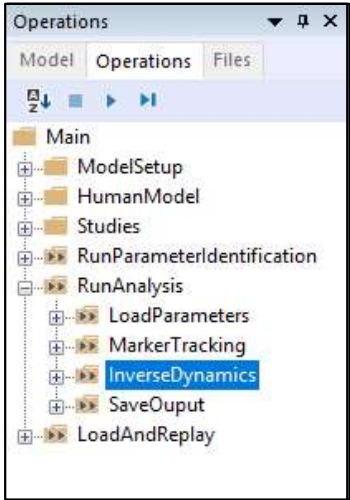 Operations
Model Operations Files
Main
ModelSetup
HumanModel
Studies
RunParameterIdentification
RunAnalysis
LoadParameters
MarkerTracking
InverseDynamics
SaveOuput
LoadAndReplay